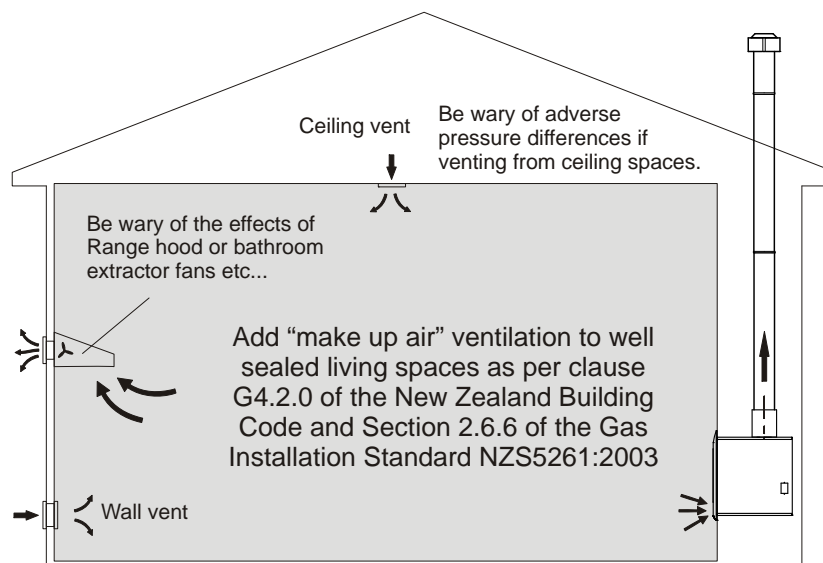 Ceiling vent
Be wary of adverse
pressure differences if
venting from ceiling spaces.
Be wary of the effects of
Range hood or bathroom
extractor fans etc...
Add “make up air” ventilation to well
sealed living spaces as per clause
G4.2.0 of the New Zealand Building
Code and Section 2.6.6 of the Gas
Installation Standard NZS5261:2003
Wall vent